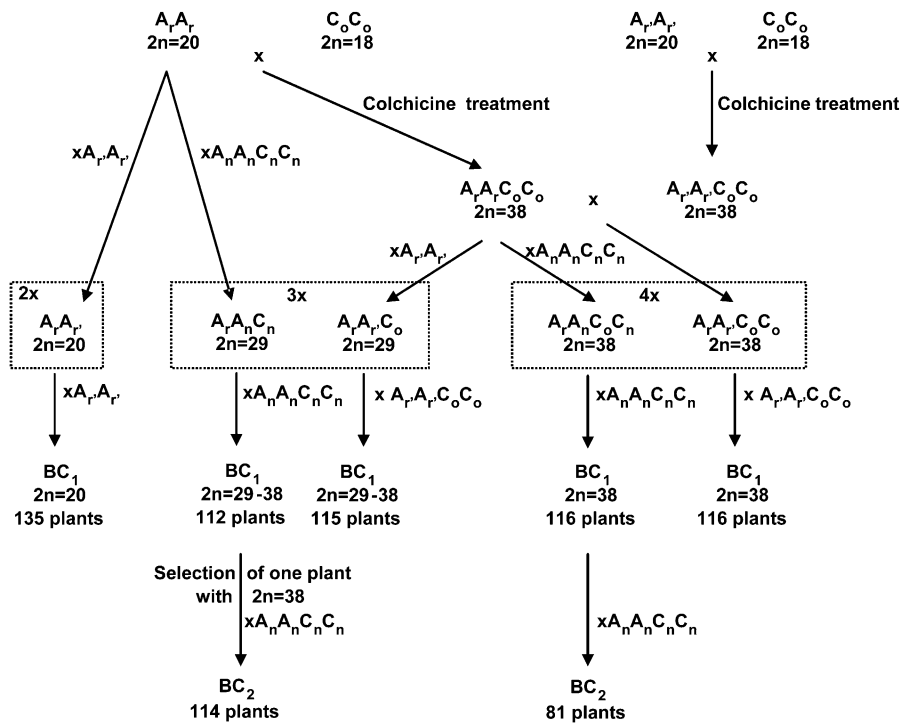 ArAr
2n=20
CoCo
2n=18
x
Ar'Ar'
2n=20
CoCo
2n=18
x
Colchicine treatment
Colchicine treatment
xAr'Ar'
xAnAnCnCn
ArArCoCo
2n=38
x
Ar'Ar'CoCo
2n=38
xAr'Ar'
xAnAnCnCn
2x
ArAr'
2n=20
3x
ArAnCn
2n=29
ArAr'Co
2n=29
4x
ArAnCoCn
2n=38
ArAr'CoCo
2n=38
xAr'Ar'
xAnAnCnCn
x Ar'Ar'CoCo
xAnAnCnCn
x Ar'Ar'CoCo
BC1
2n=20
135 plants
BC1
2n=29-38
112 plants
BC1
2n=29-38
115 plants
BC1
2n=38
116 plants
BC1
2n=38
116 plants
Selection of one plant
with 2n=38
xAnAnCnCn
xAnAnCnCn
BC2
114 plants
BC2
81 plants